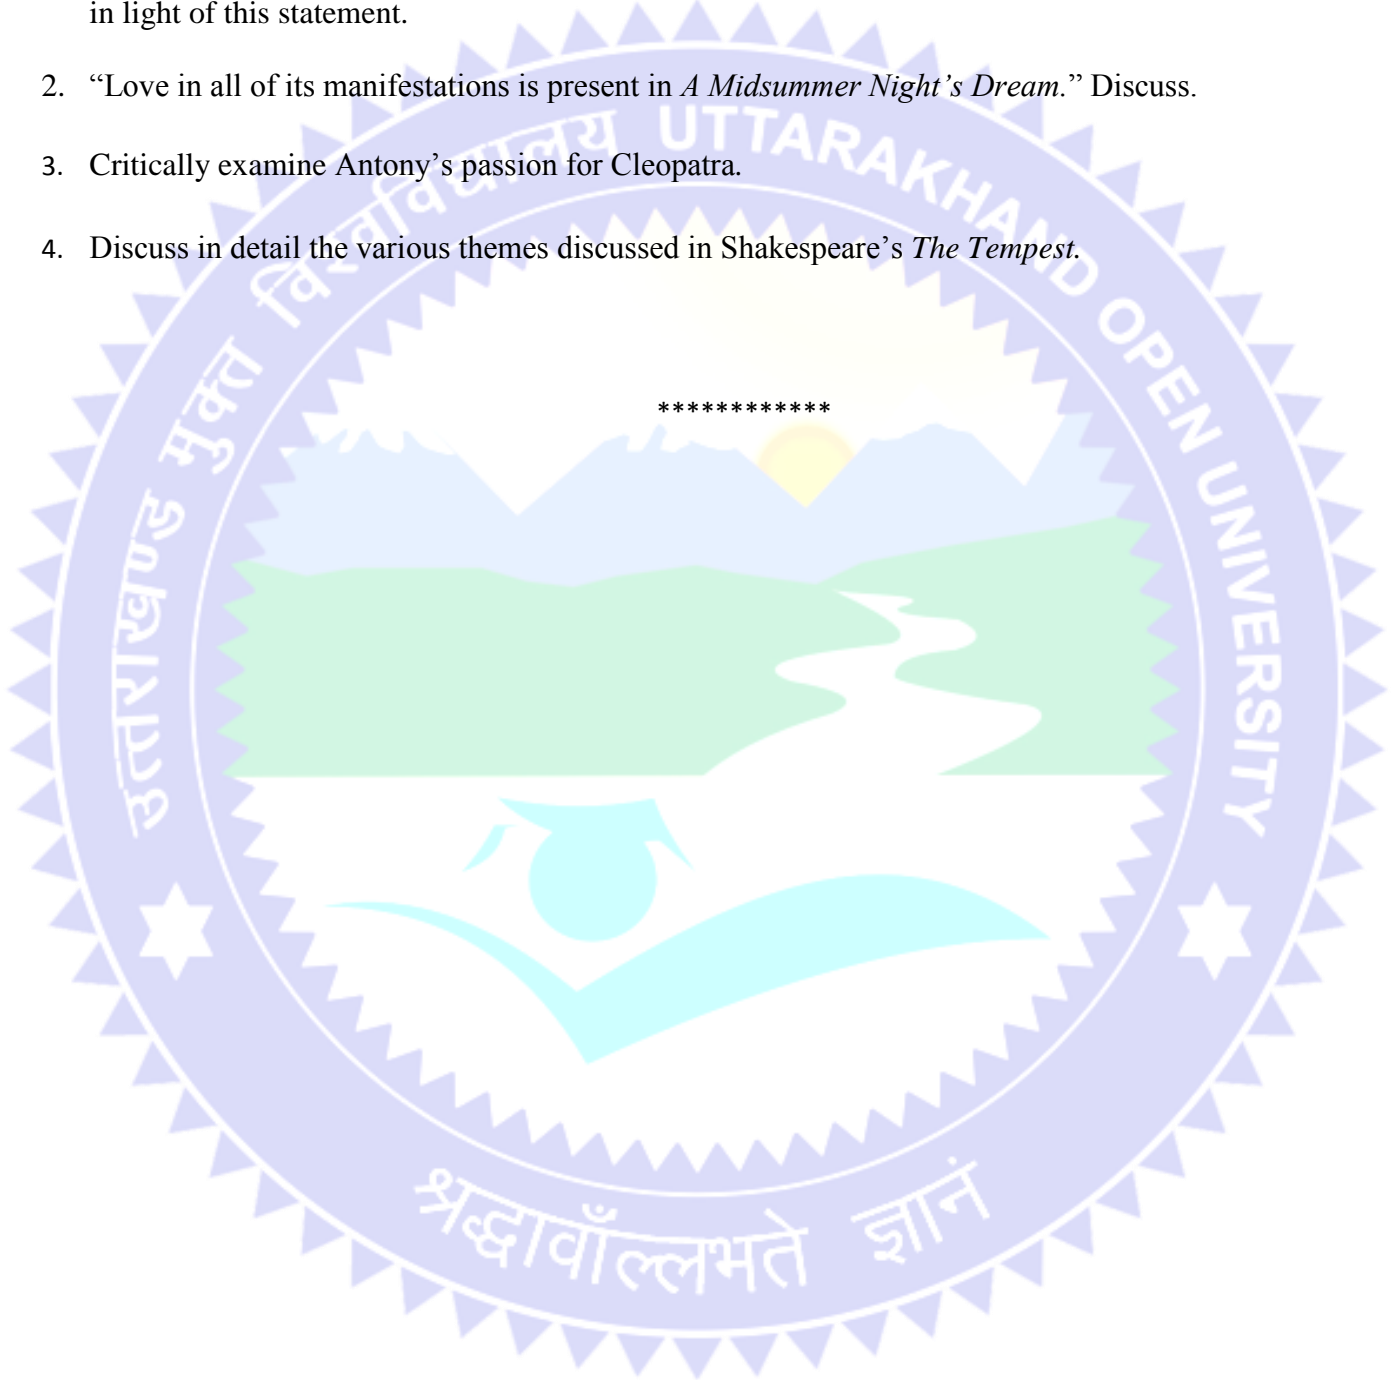 in light of this statement.
2. “Love in all of its manifestations is present in A Midsummer Night’s Dream.” Discuss.
3. Critically examine Antony’s passion for Cleopatra.
4. Discuss in detail the various themes discussed in Shakespeare’s The Tempest.
************
उत्तराखण्ड मुक्त विश्वविद्यालय UTTARAKHAND OPEN UNIVERSITY
श्रद्धावाँल्लभते ज्ञानं